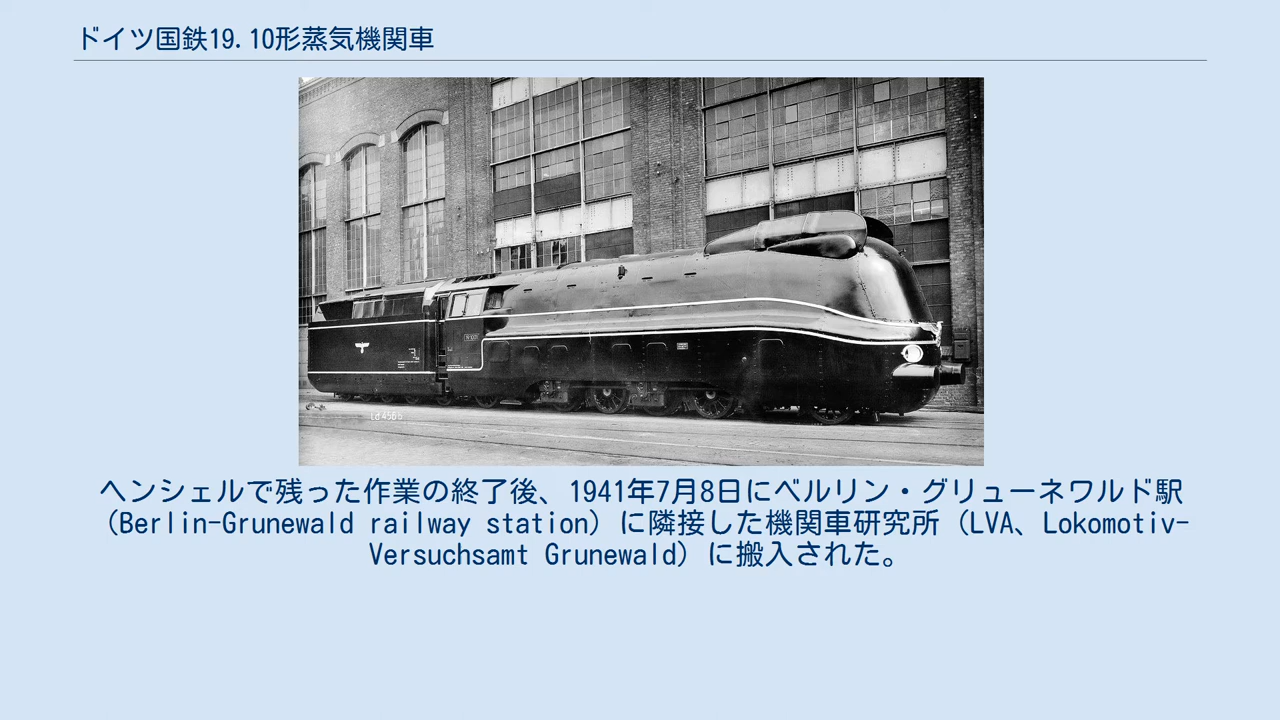 ドイツ国鉄19.10形蒸気機関車
Ld 456 b
ヘンシェルで残った作業の終了後、1941年7月8日にベルリン・グリューネワルド駅
（Berlin-Grunewald railway station）に隣接した機関車研究所（LVA、Lokomotiv-
Versuchsamt Grunewald）に搬入された。